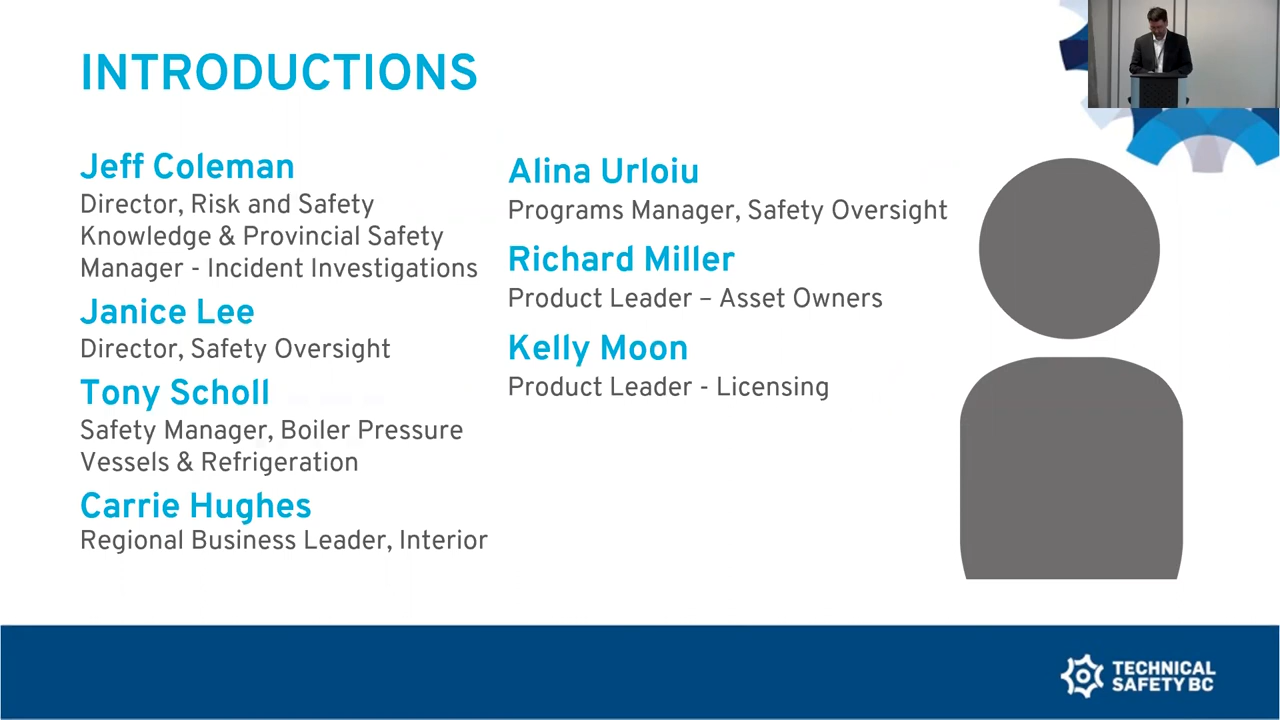 INTRODUCTIONS
Jeff Coleman
Director, Risk and Safety
Knowledge & Provincial Safety
Manager - Incident Investigations
Janice Lee
Director, Safety Oversight
Tony Scholl
Safety Manager, Boiler Pressure
Vessels & Refrigeration
Carrie Hughes
Regional Business Leader, Interior
Alina Urloiu
Programs Manager, Safety Oversight
Richard Miller
Product Leader – Asset Owners
Kelly Moon
Product Leader - Licensing
TECHNICAL
SAFETY BC